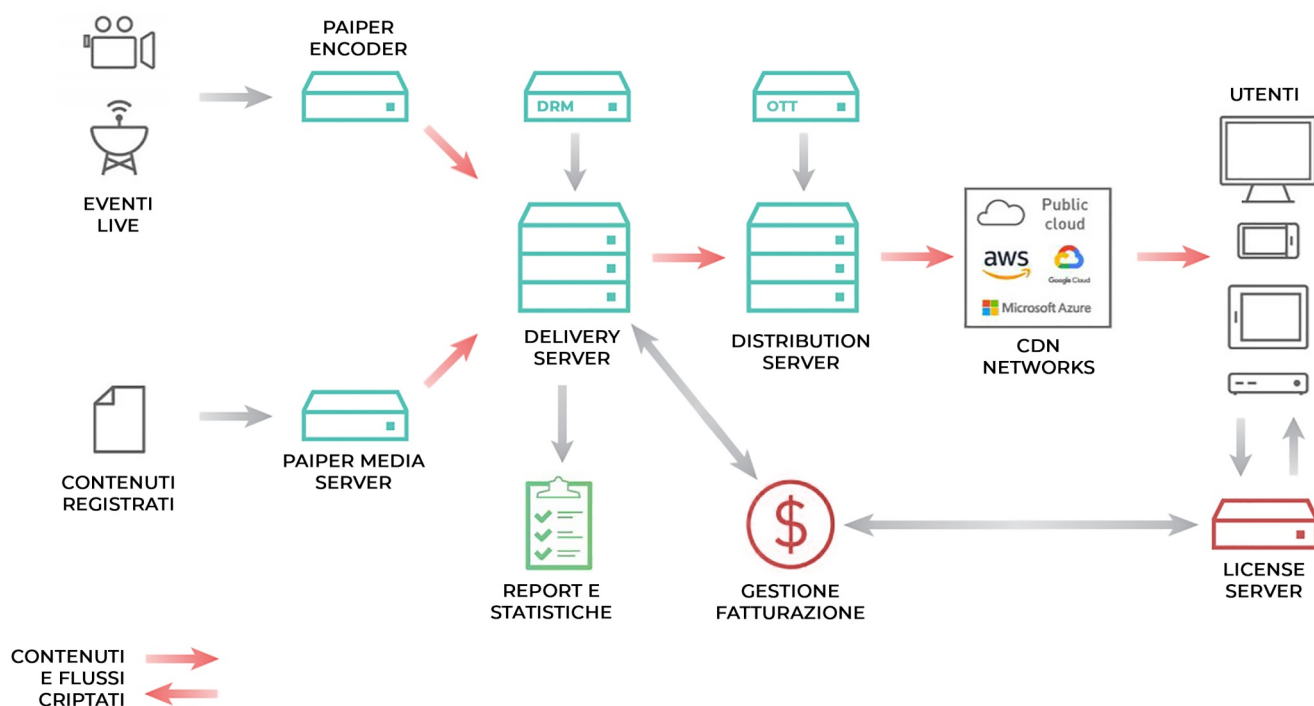 PAIPER
ENCODER
DRM
OTT
UTENTI
EVENTI
LIVE
Public
cloud
aws
Google Cloud
Microsoft Azure
DELIVERY
SERVER
DISTRIBUTION
SERVER
CDN
NETWORKS
CONTENUTI
REGISTRATI
PAIPER MEDIA
SERVER
$
REPORT E
STATISTICHE
GESTIONE
FATTURAZIONE
LICENSE
SERVER
CONTENUTI
E FLUSSI
CRIPTATI